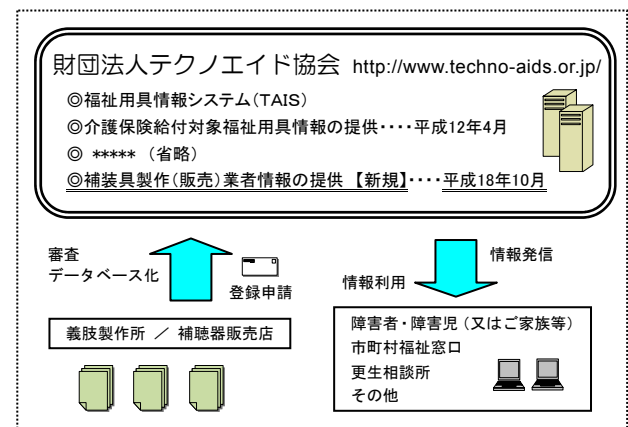 財団法人テクノエイド協会 http://www.techno-aids.or.jp/
◎福祉用具情報システム(TAIS)
◎介護保険給付対象福祉用具情報の提供････平成12年4月
◎ ***** (省略)
◎補装具製作(販売)業者情報の提供 【新規】････平成18年10月
審査
データベース化
登録申請
情報発信
情報利用
義肢製作所 ／ 補聴器販売店
障害者・障害児 (又はご家族等)
市町村福祉窓口
更生相談所
その他